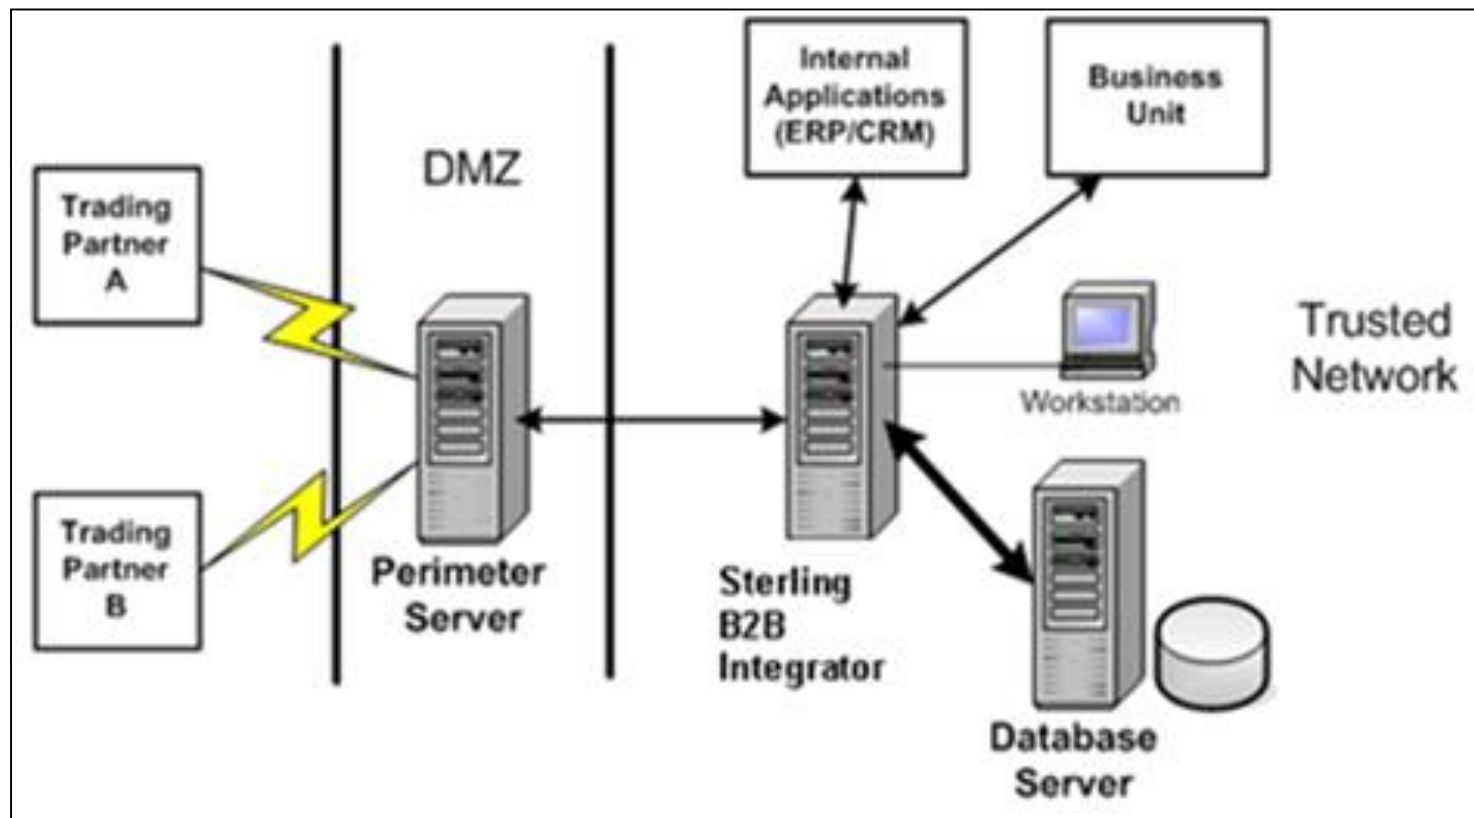 Internal
Applications
(ERP/CRM)
Business
Unit
DMZ
Trading
Partner
A
Trusted
Network
Workstation
Trading
Partner
B
Perimeter
Server
Sterling
B2B
Integrator
Database
Server